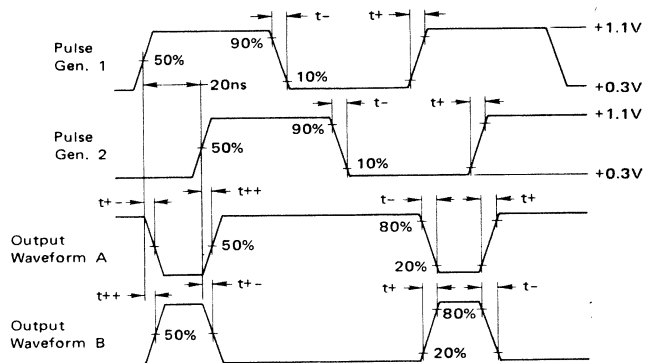 t– t+ +1.1V
Pulse
Gen. 1
50% 90% 10%
20ns
+0.3V
t– t+ +1.1V
Pulse
Gen. 2
50% 90% 10%
+0.3V
t+– t++ t– t+
Output
Waveform A
50% 80% 20%
t++ t+– t+ t–
Output
Waveform B
50% 80% 20%